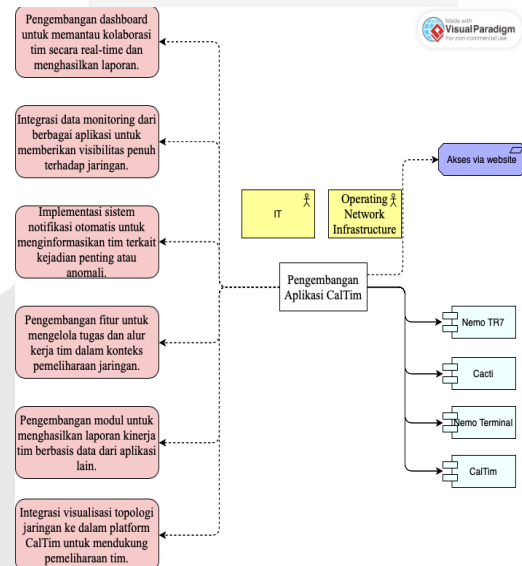 Pengembangan dashboard
untuk memantau kolaborasi
tim secara real-time dan
menghasilkan laporan.
Made with
Visual Paradigm
For non-commercial use
Integrasi data monitoring dari
berbagai aplikasi untuk
memberikan visibilitas penuh
terhadap jaringan.
Akses via website
IT
Operating
Network
Infrastructure
Implementasi sistem
notifikasi otomatis untuk
menginformasikan tim terkait
kejadian penting atau
anomali.
Pengembangan
Aplikasi CalTim
Pengembangan fitur untuk
mengelola tugas dan alur
kerja tim dalam konteks
pemeliharaan jaringan.
Nemo TR7
Cacti
Nemo Terminal
CalTim
Pengembangan modul untuk
menghasilkan laporan kinerja
tim berbasis data dari aplikasi
lain.
Integrasi visualisasi topologi
jaringan ke dalam platform
CalTim untuk mendukung
pemeliharaan tim.